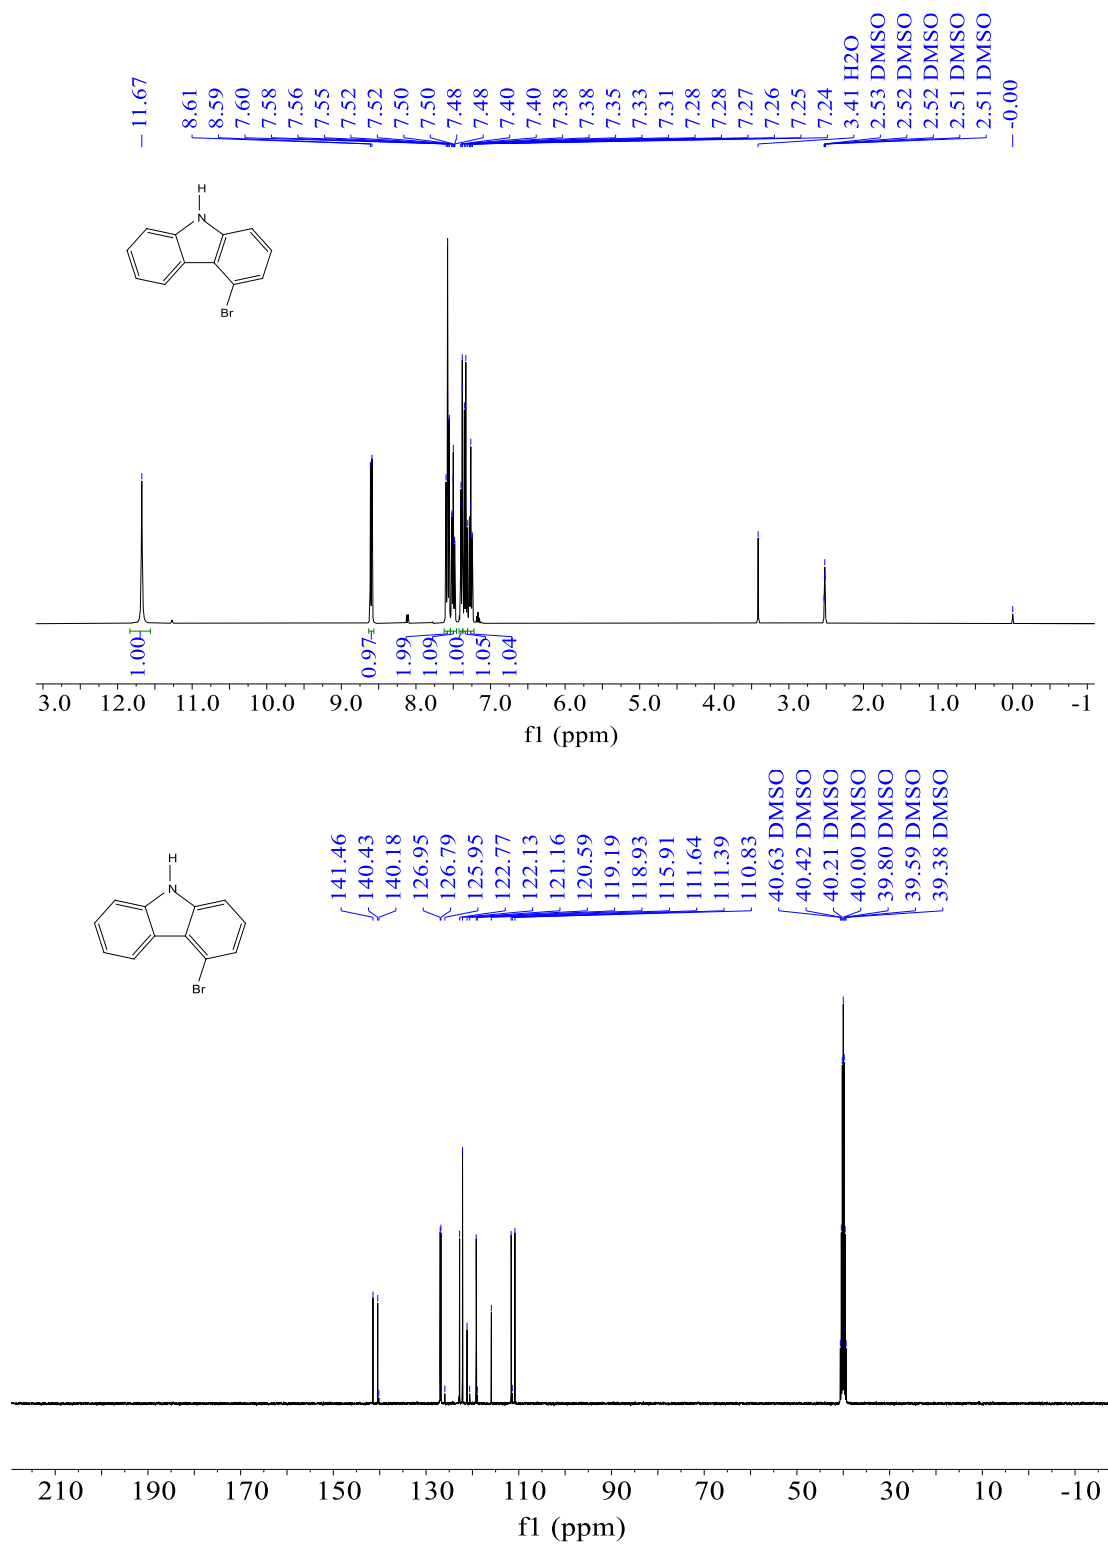 11.67
8.61
8.59
7.60
7.58
7.56
7.55
7.52
7.52
7.50
7.50
7.48
7.48
7.40
7.40
7.38
7.38
7.35
7.33
7.31
7.28
7.28
7.27
7.26
7.25
7.24
3.41 H2O
2.53 DMSO
2.52 DMSO
2.52 DMSO
2.51 DMSO
2.51 DMSO
-0.00
H
N
Br
1.00
0.97
1.99
1.09
1.00
1.05
1.04
3.0 12.0 11.0 10.0 9.0 8.0 7.0 6.0 5.0 4.0 3.0 2.0 1.0 0.0 -1
f1 (ppm)
141.46
140.43
140.18
126.95
126.79
125.95
122.77
122.13
121.16
120.59
119.19
118.93
115.91
111.64
111.39
110.83
40.63 DMSO
40.42 DMSO
40.21 DMSO
40.00 DMSO
39.80 DMSO
39.59 DMSO
39.38 DMSO
H
N
Br
210 190 170 150 130 110 90 70 50 30 10 -10
f1 (ppm)